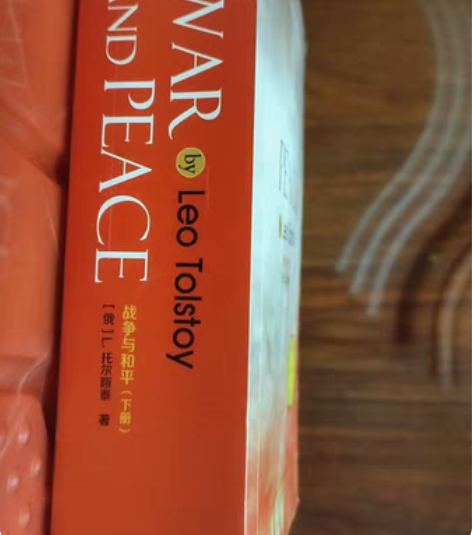 WAR
AND PEACE
by Leo Tolstoy
战争与和平（下册）
［俄］L.托尔斯泰 著